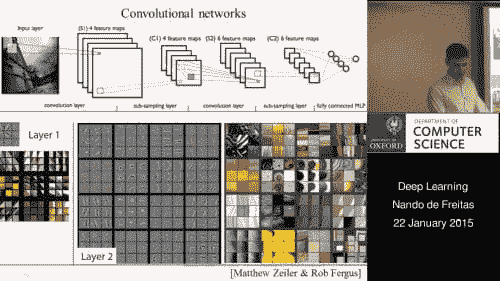 Convolutional networks
Input layer
(S1) 4 feature maps
(C1) 4 feature maps
(S2) 6 feature maps
(C2) 6 feature maps
convolution layer
sub-sampling layer
convolution layer
sub-sampling layer
fully connected MLP
Layer 1
Layer 2
[Matthew Zeiler & Rob Fergus]
UNIVERSITY OF
OXFORD
DEPARTMENT OF
COMPUTER
SCIENCE
Deep Learning
Nando de Freitas
22 January 2015